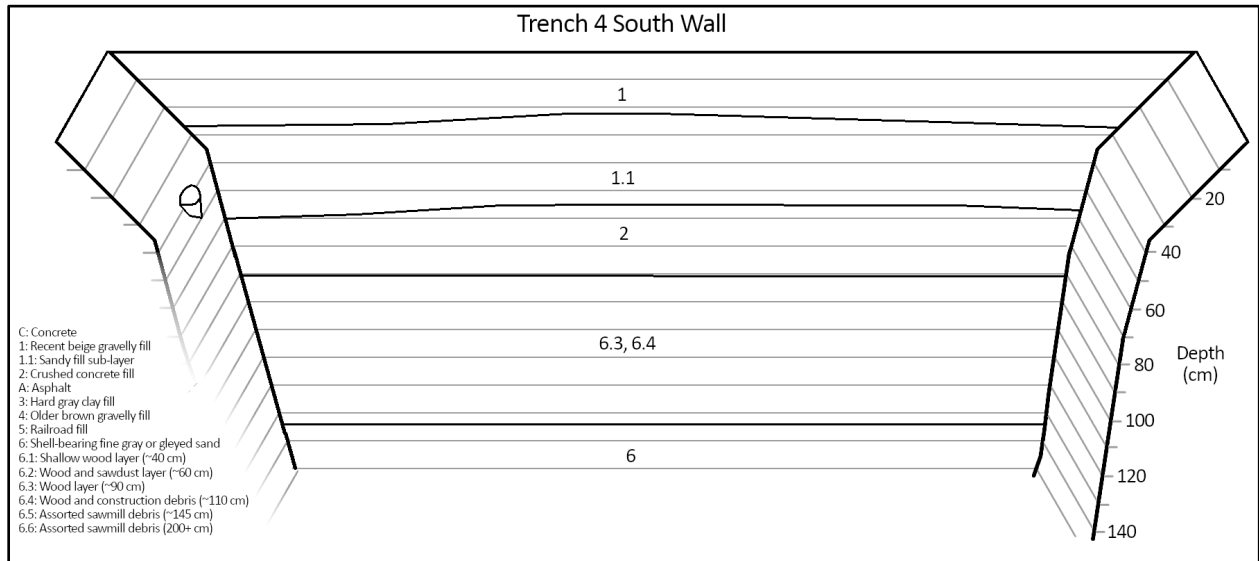 Trench 4 South Wall
1
1.1
20
2
40
60
6.3, 6.4
80
Depth
(cm)
100
6
120
140
C: Concrete
1: Recent beige gravelly fill
1.1: Sandy fill sub-layer
2: Crushed concrete fill
A: Asphalt
3: Hard gray clay fill
4: Older brown gravelly fill
5: Railroad fill
6: Shell-bearing fine gray or gleyed sand
6.1: Shallow wood layer (~40 cm)
6.2: Wood and sawdust layer (~60 cm)
6.3: Wood layer (~90 cm)
6.4: Wood and construction debris (~110 cm)
6.5: Assorted sawmill debris (~145 cm)
6.6: Assorted sawmill debris (200+ cm)